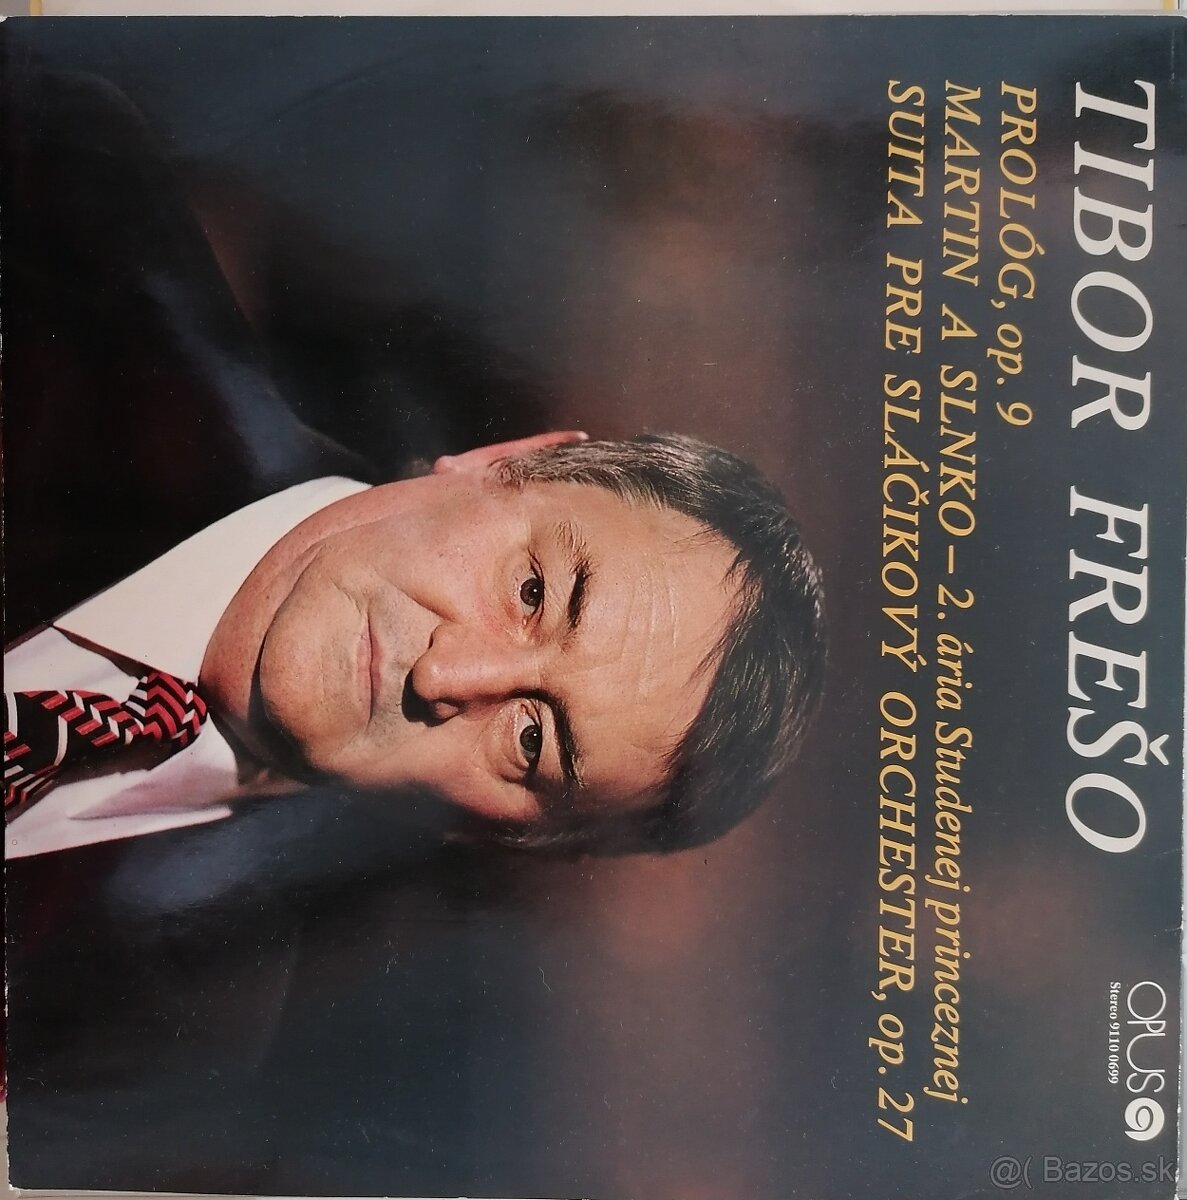 TIBOR FREŠO
PROLÓG, op. 9
MARTIN A SLNKO – 2. ária Studenej princeznej
SUITA PRE SLÁČIKOVÝ ORCHESTER, op. 27
OPUS
Stereo 9110 0699
@( Bazos.sk